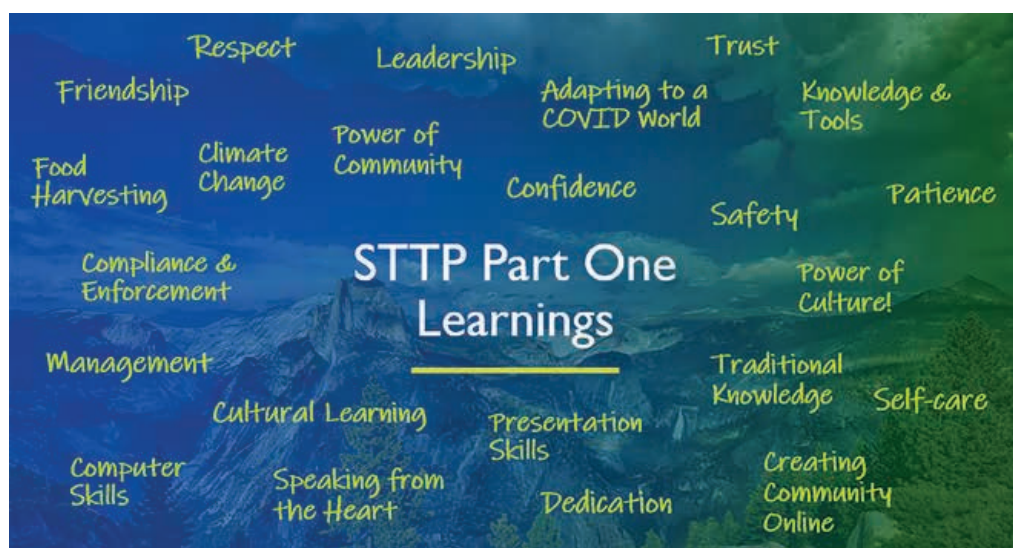 Respect
Leadership
Trust
Friendship
Adapting to a
COVID World
Knowledge &
Tools
Food
Harvesting
Climate
Change
Power of
Community
Confidence
Safety
Patience
Compliance &
Enforcement
STTP Part One
Learnings
Power of
Culture!
Management
Cultural Learning
Presentation
Skills
Traditional
Knowledge
Self-care
Computer
Skills
Speaking from
the Heart
Dedication
Creating
Community
Online